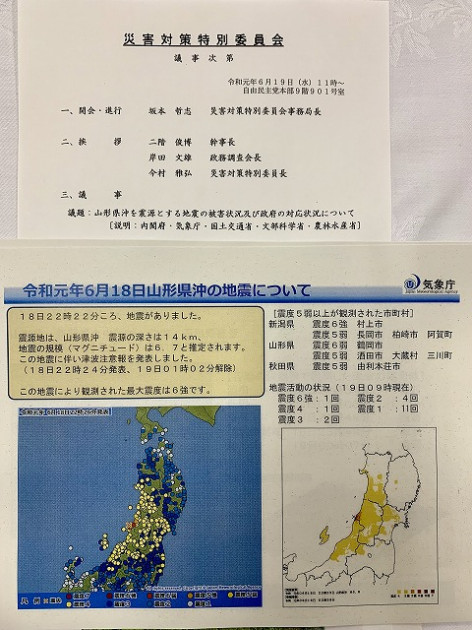 災害対策特別委員会
議 事 次 第
令和元年6月19日（水）11時～
自由民主党本部9階901号室
一、開会・進行 坂本 哲志 災害対策特別委員会事務局長
二、挨 拶 二階 俊博 幹事長
岸田 文雄 政務調査会長
今村 雅弘 災害対策特別委員長
三、議 事
議題：山形県沖を震源とする地震の被害状況及び政府の対応状況について
［説明：内閣府・気象庁・国土交通省・文部科学省・農林水産省］
令和元年6月18日山形県沖の地震について
気象庁
Japan Meteorological Agency
18日22時22分ころ、地震がありました。
震源地は、山形県沖 震源の深さは14km、
地震の規模（マグニチュード）は6．7と推定されます。
この地震に伴い津波注意報を発表しました。
（18日22時24分発表、19日01時02分解除）
この地震により観測された最大震度は6強です。
［震度5弱以上が観測された市町村］
新潟県 震度6強 村上市
震度5弱 長岡市 柏崎市 阿賀町
山形県 震度6弱 鶴岡市
震度5弱 酒田市 大蔵村 三川町
秋田県 震度5弱 由利本荘市
地震活動の状況（19日09時現在）
震度6強：1回 震度2：4回
震度4：1回 震度1：11回
震度3：2回